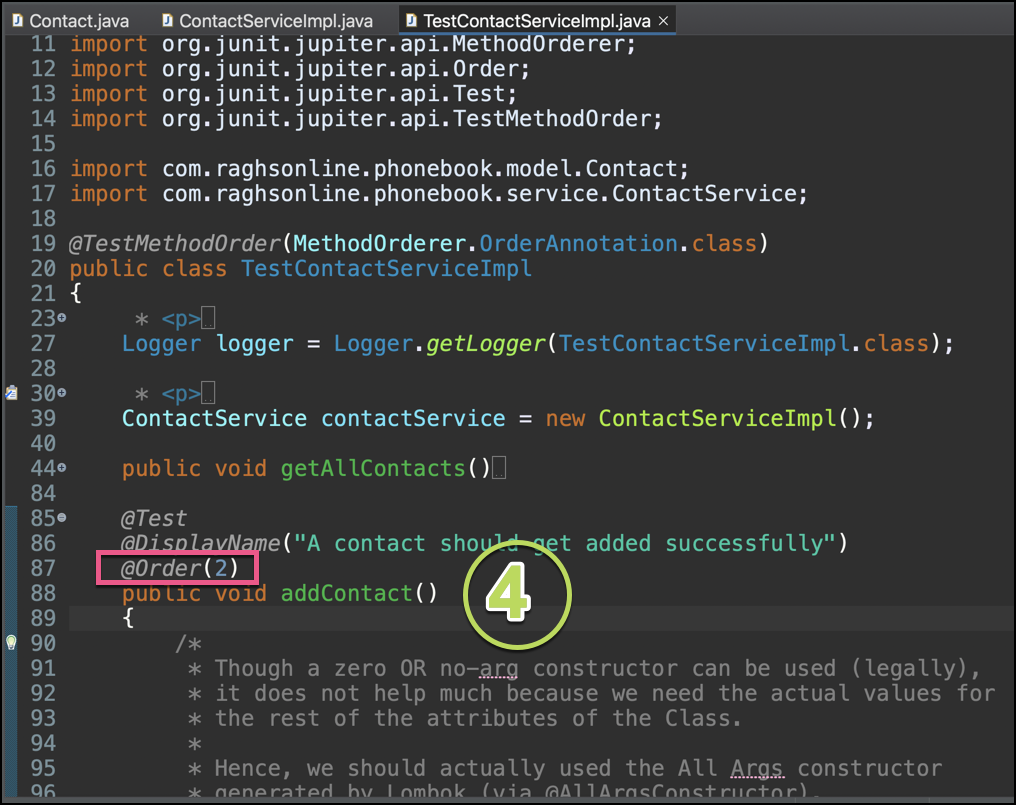 Contact.java ContactServiceImpl.java TestContactServiceImpl.java
11 import org.junit.jupiter.api.MethodOrderer;
12 import org.junit.jupiter.api.Order;
13 import org.junit.jupiter.api.Test;
14 import org.junit.jupiter.api.TestMethodOrder;
15
16 import com.raghsonline.phonebook.model.Contact;
17 import com.raghsonline.phonebook.service.ContactService;
18
19 @TestMethodOrder(MethodOrderer.OrderAnnotation.class)
20 public class TestContactServiceImpl
21 {
23 * <p>
27 Logger logger = Logger.getLogger(TestContactServiceImpl.class);
28
30 * <p>
39 ContactService contactService = new ContactServiceImpl();
40
44 public void getAllContacts()
84
85 @Test
86 @DisplayName("A contact should get added successfully")
87 @Order(2)
88 public void addContact()
4
89 {
90 /*
91 * Though a zero OR no-arg constructor can be used (legally),
92 * it does not help much because we need the actual values for
93 * the rest of the attributes of the Class.
94 *
95 * Hence, we should actually used the All Args constructor
96 * generated by Lombok (via @AllArgsConstructor).